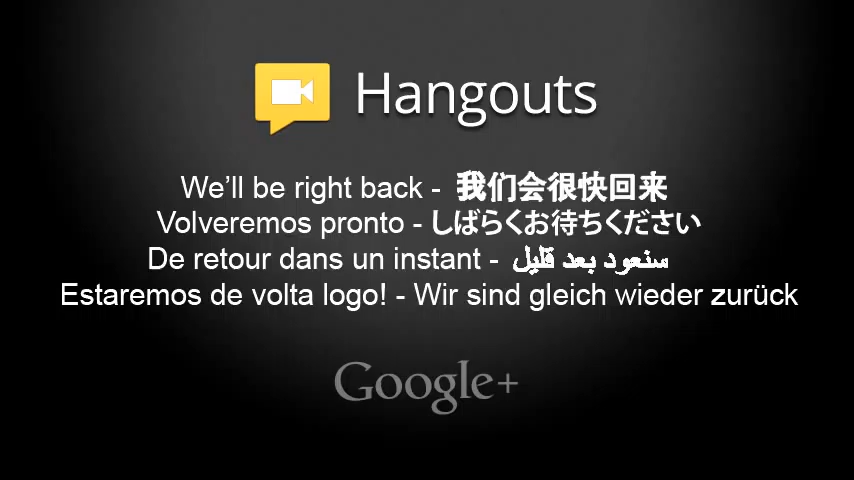 Hangouts
We'll be right back - 我们会很快回来
Volveremos pronto - しばらくお待ちください
De retour dans un instant - سنعود بعد قليل
Estaremos de volta logo! - Wir sind gleich wieder zurück
Google+